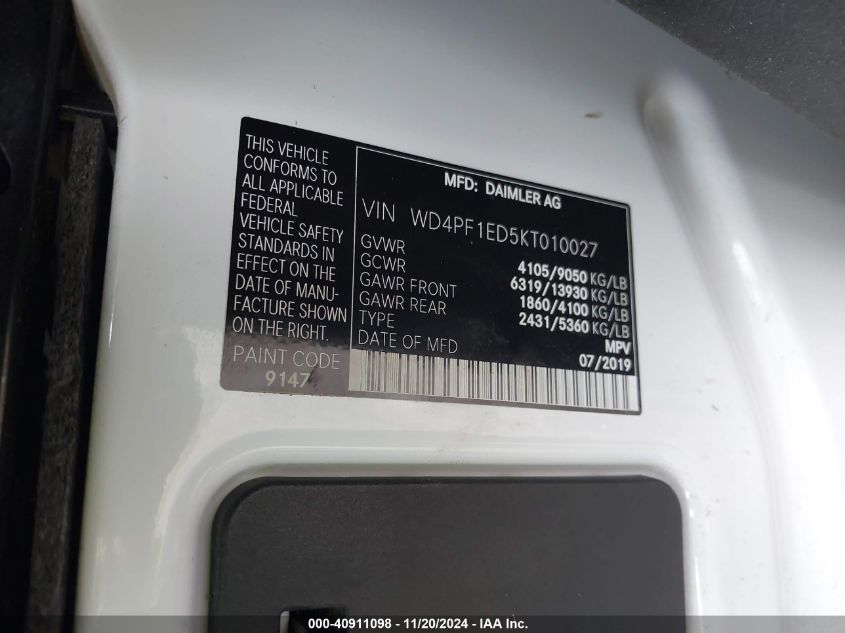 THIS VEHICLE
CONFORMS TO
ALL APPLICABLE
FEDERAL
VEHICLE SAFETY
STANDARDS IN
EFFECT ON THE
DATE OF MANU-
FACTURE SHOWN
ON THE RIGHT.
PAINT CODE
9147
MFD: DAIMLER AG
VIN WD4PF1ED5KT010027
GVWR 4105/9050 KG/LB
GCWR 6319/13930 KG/LB
GAWR FRONT 1860/4100 KG/LB
GAWR REAR 2431/5360 KG/LB
TYPE MPV
DATE OF MFD 07/2019
000-40911098 - 11/20/2024 - IAA Inc.